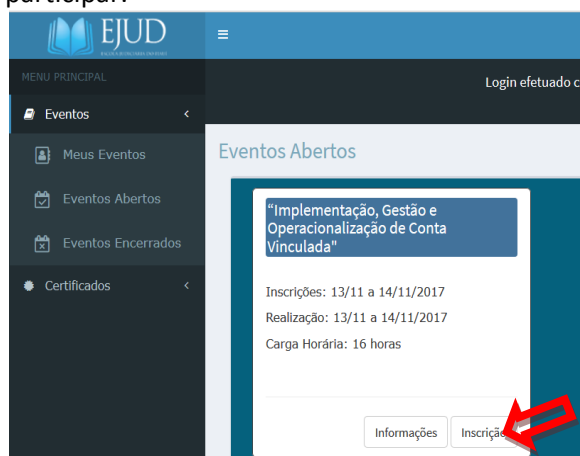 participar.
EJUD
MENU PRINCIPAL
Login efetuado c
Eventos
Meus Eventos
Eventos Abertos
Eventos Encerrados
Certificados
Eventos Abertos
“Implementação, Gestão e
Operacionalização de Conta
Vinculada"
Inscrições: 13/11 a 14/11/2017
Realização: 13/11 a 14/11/2017
Carga Horária: 16 horas
Informações
Inscriçã